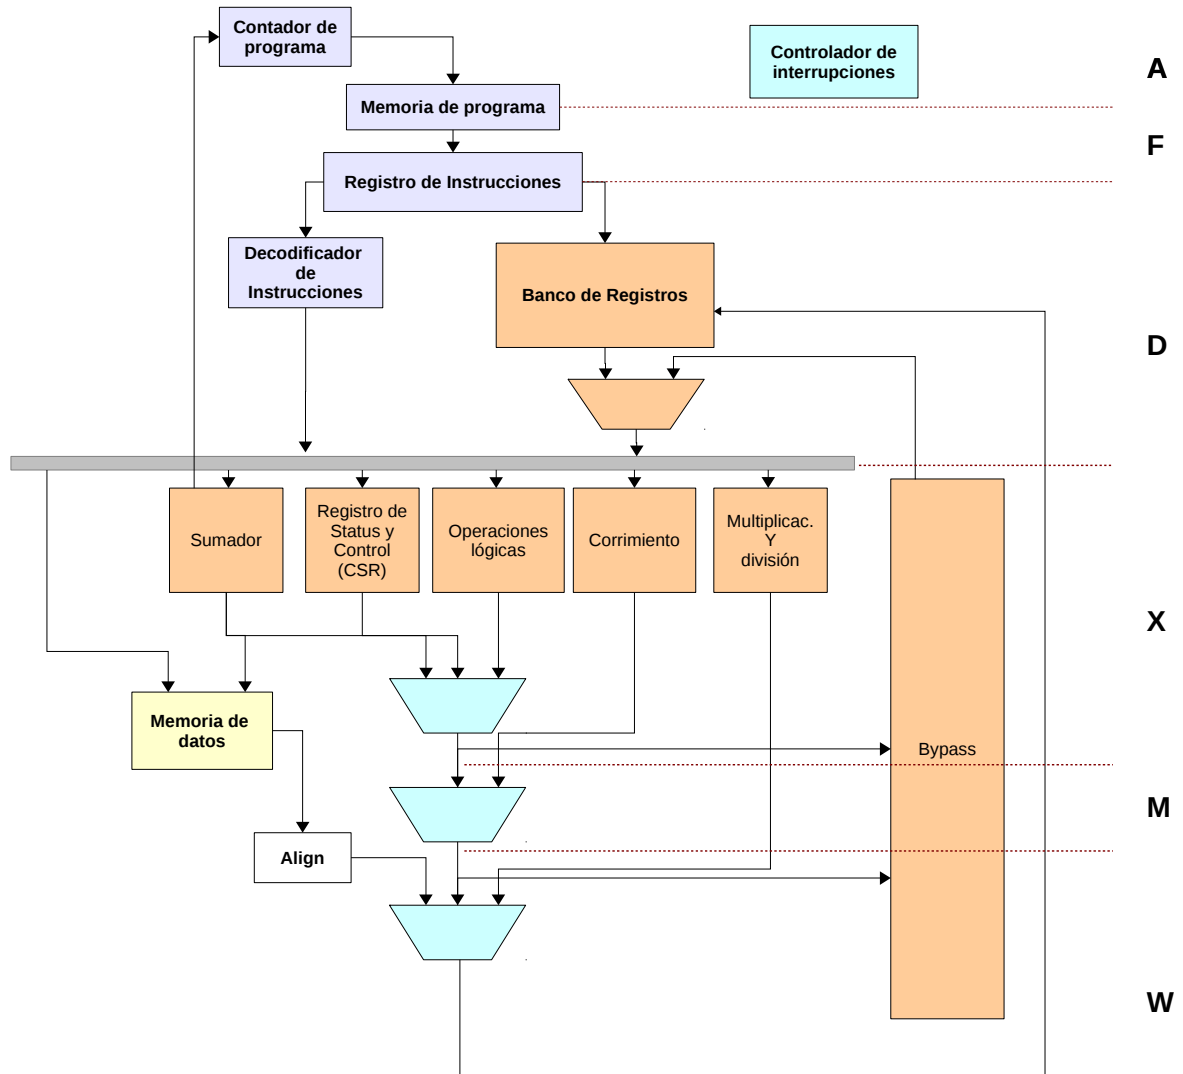 Contador de
programa
Controlador de
interrupciones
A
Memoria de programa
F
Registro de Instrucciones
Decodificador
de
Instrucciones
Banco de Registros
D
Sumador
Registro de
Status y
Control
(CSR)
Operaciones
lógicas
Corrimiento
Multiplicac.
Y
división
X
Memoria de
datos
Bypass
M
Align
W